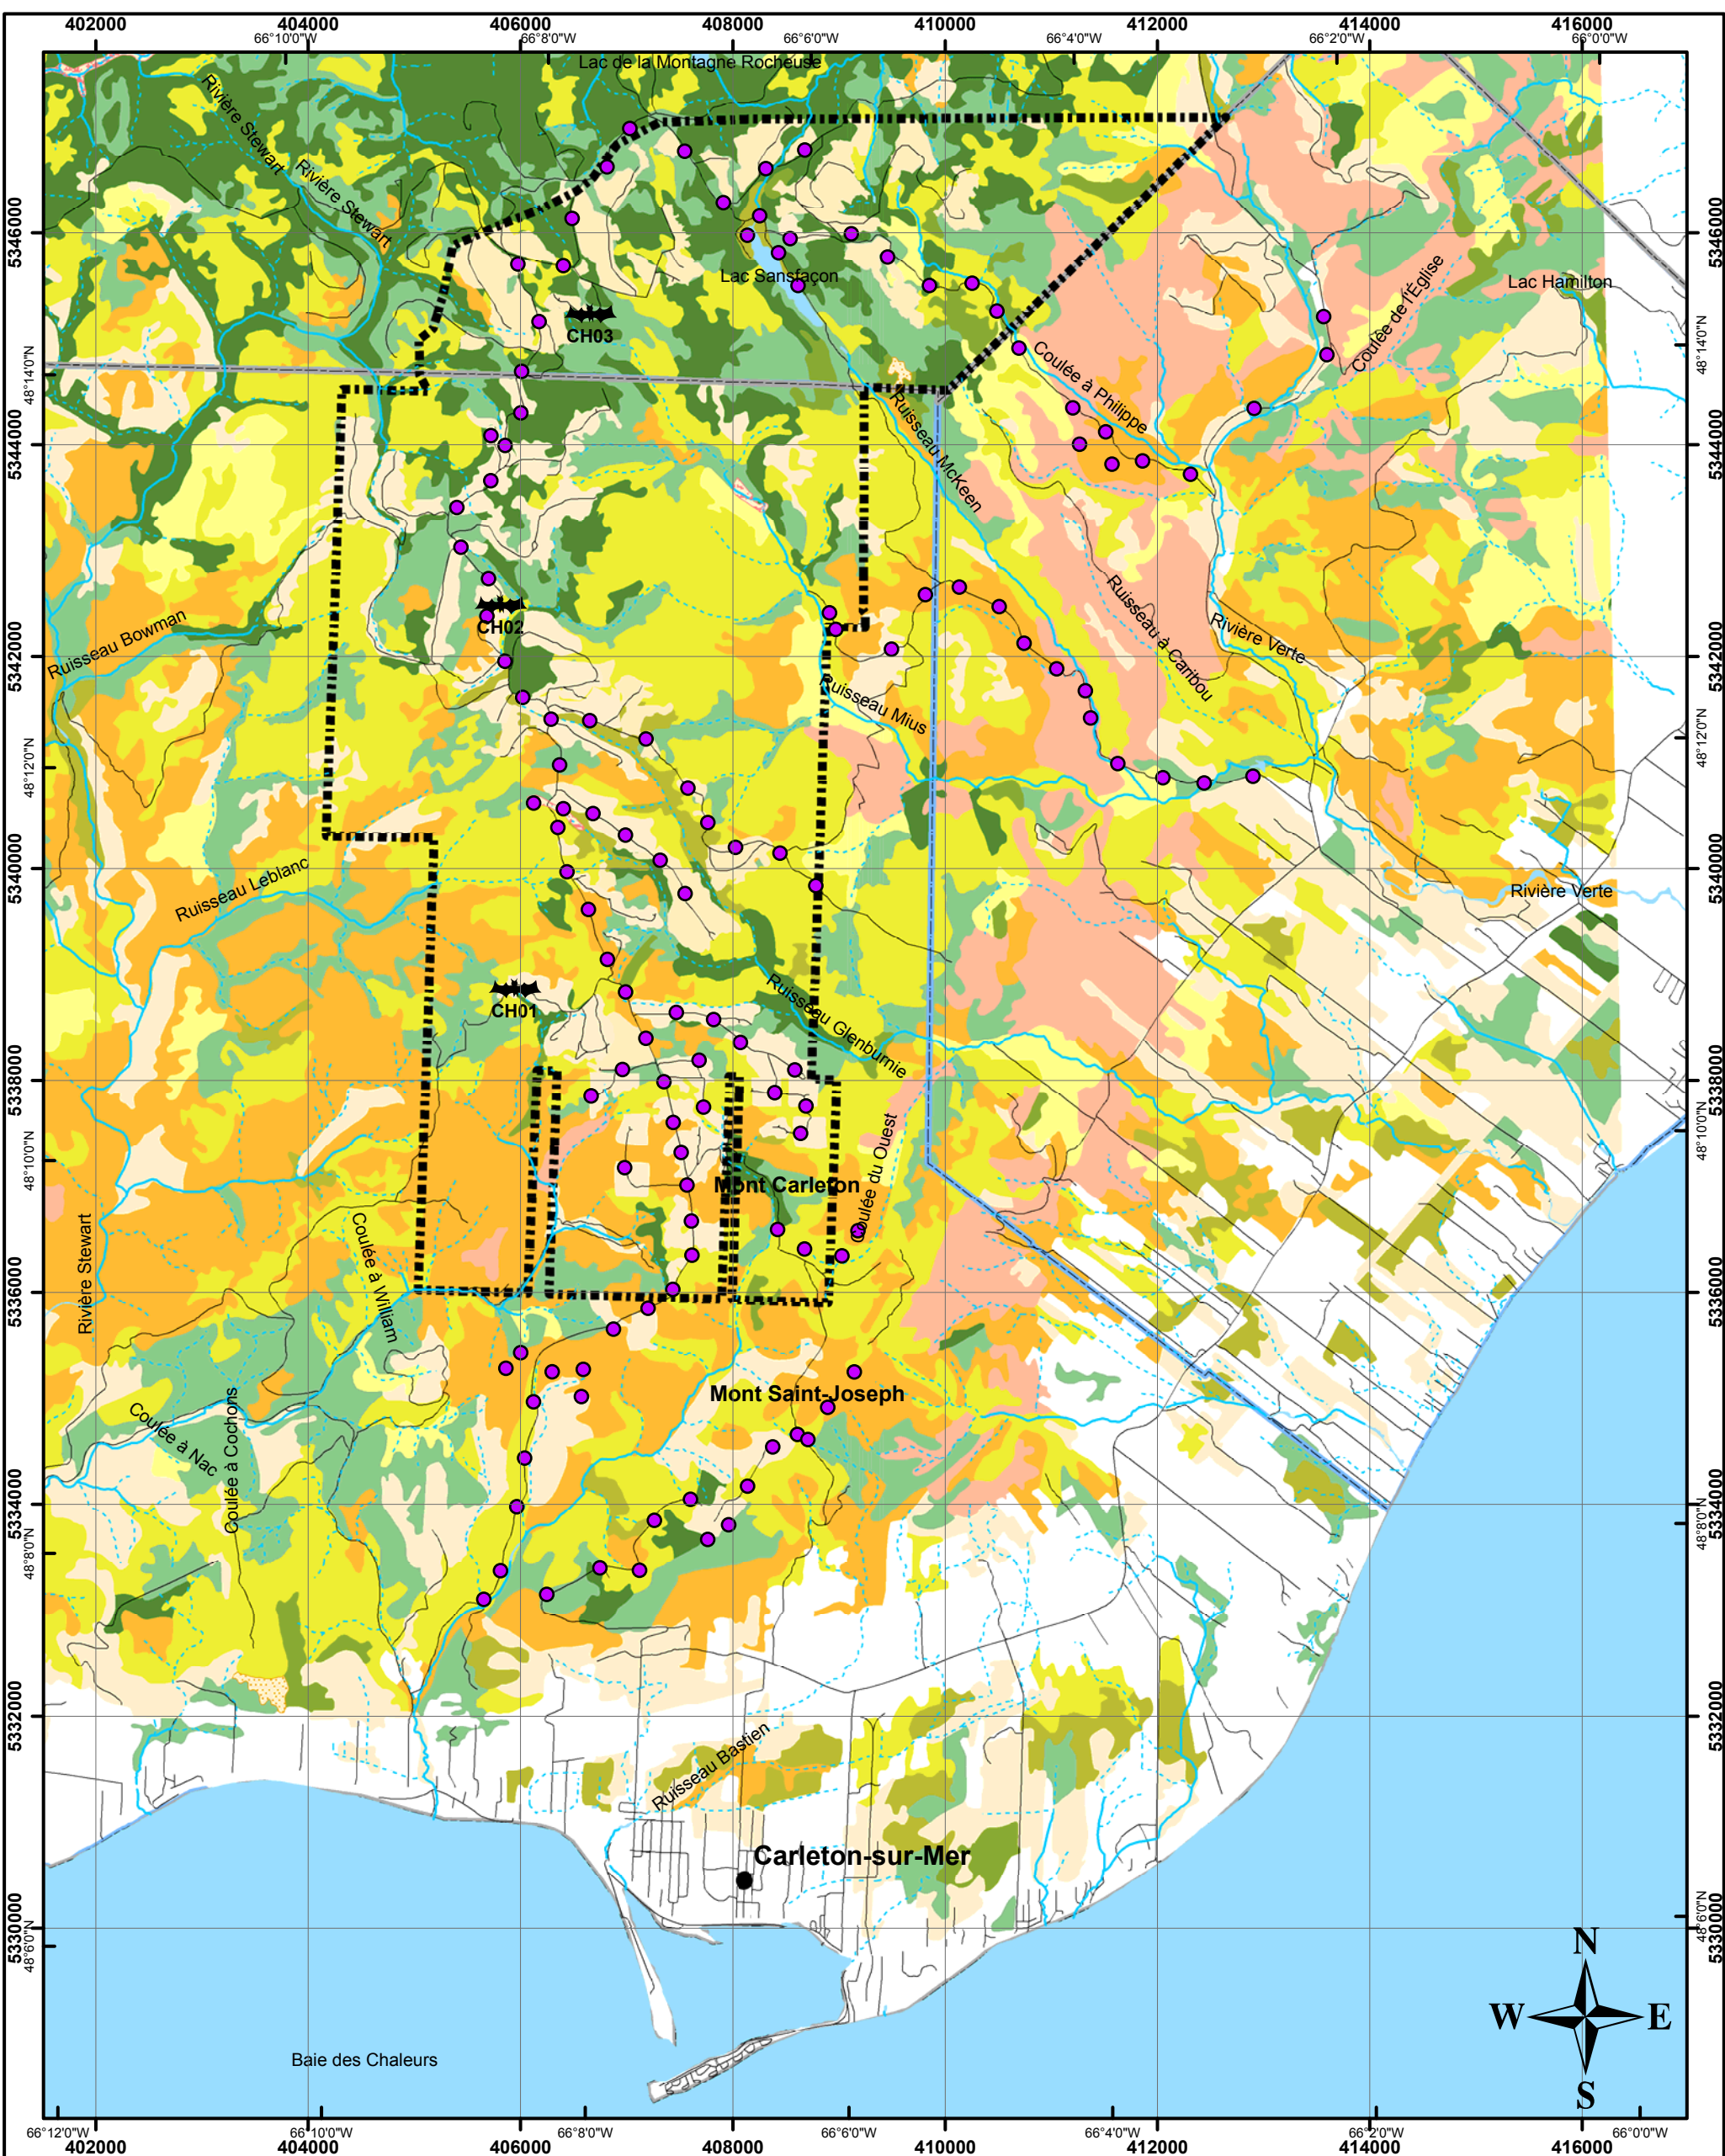 402000 404000 406000 408000 410000 412000 414000 416000
66°10'0"W 66°8'0"W 66°6'0"W 66°4'0"W 66°2'0"W 66°0'0"W
Lac de la Montagne Rocheuse
Rivière Stewart
Rivière Stewart
5346000
5346000
Lac Sansfaçon
Coulée de l'Église
Lac Hamilton
CH03
48°14'0"N
48°14'0"N
Coulée à Philippe
5344000
5344000
Ruisseau McKeen
CH02
Ruisseau Bowman
Ruisseau à Caribou
Rivière Verte
5342000
5342000
Ruisseau Mius
48°12'0"N
48°12'0"N
Ruisseau Leblanc
5340000
5340000
Rivière Verte
CH01
Ruisseau Glenburnie
5338000
5338000
48°10'0"N
48°10'0"N
Coulée du Ouest
Mont Carleton
Rivière Stewart
Coulée à William
5336000
5336000
Mont Saint-Joseph
Coulée à Nac
Coulée à Cochons
5334000
5334000
48°8'0"N
48°8'0"N
5332000
5332000
Ruisseau Bastien
Carleton-sur-Mer
5330000
5330000
48°6'0"N
48°6'0"N
N
W E
S
Baie des Chaleurs
66°12'0"W 66°10'0"W 66°8'0"W 66°6'0"W 66°4'0"W 66°2'0"W 66°0'0"W
402000 404000 406000 408000 410000 412000 414000 416000